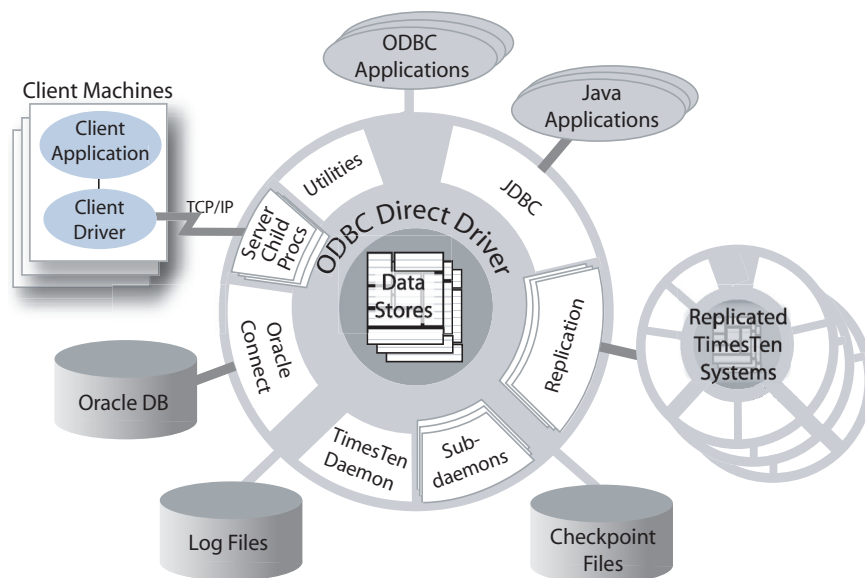 ODBC
Applications
Java
Applications
Client Machines
Client
Application
Client
Driver
TCP/IP
Utilities
JDBC
Server
Child
Procs
ODBC Direct Driver
Data
Stores
Oracle
Connect
Replication
Replicated
TimesTen
Systems
Oracle DB
TimesTen
Daemon
Sub-
daemons
Log Files
Checkpoint
Files